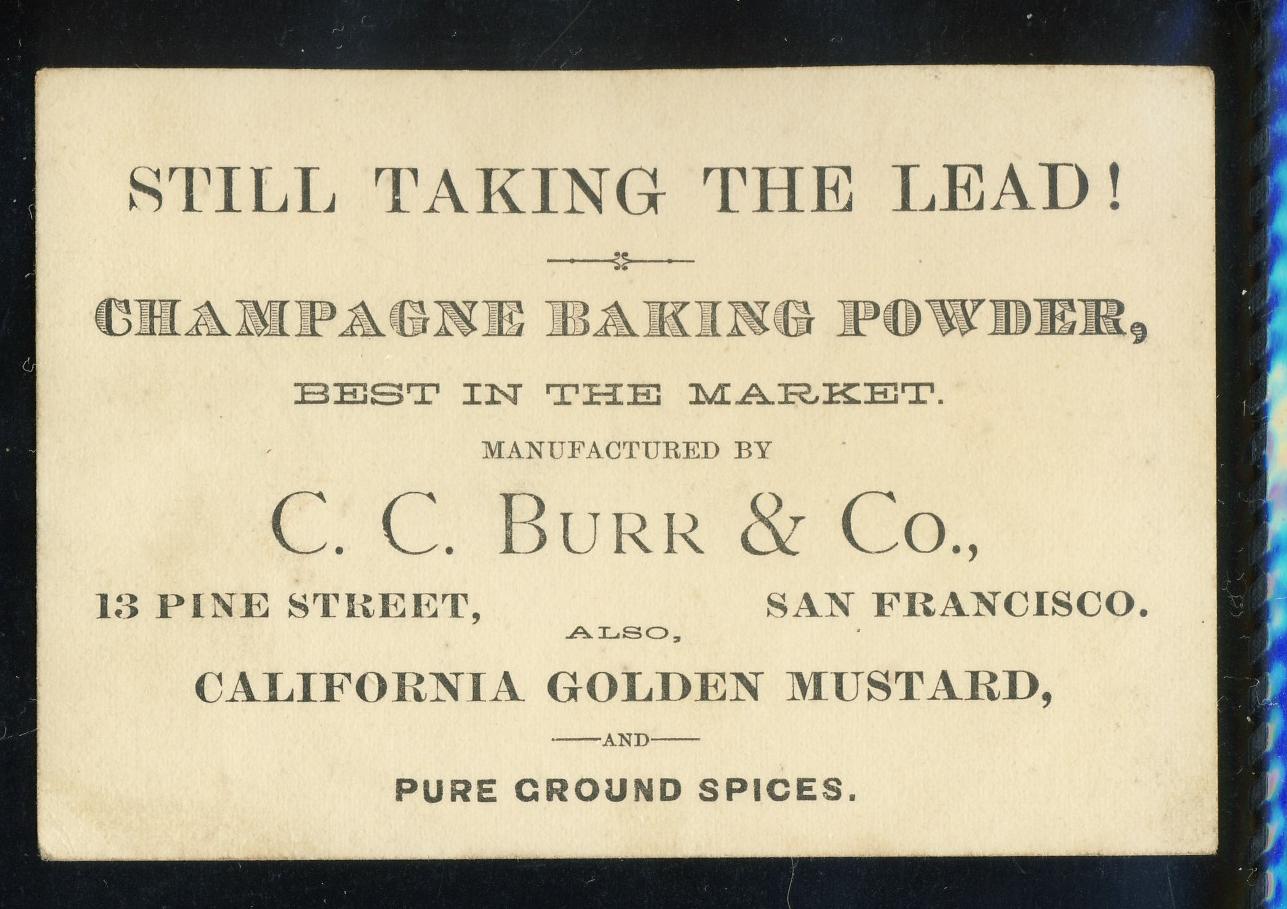 STILL TAKING THE LEAD!
CHAMPAGNE BAKING POWDER,
BEST IN THE MARKET.
MANUFACTURED BY
C. C. BURR & CO.,
13 PINE STREET, SAN FRANCISCO.
ALSO,
CALIFORNIA GOLDEN MUSTARD,
AND
PURE GROUND SPICES.